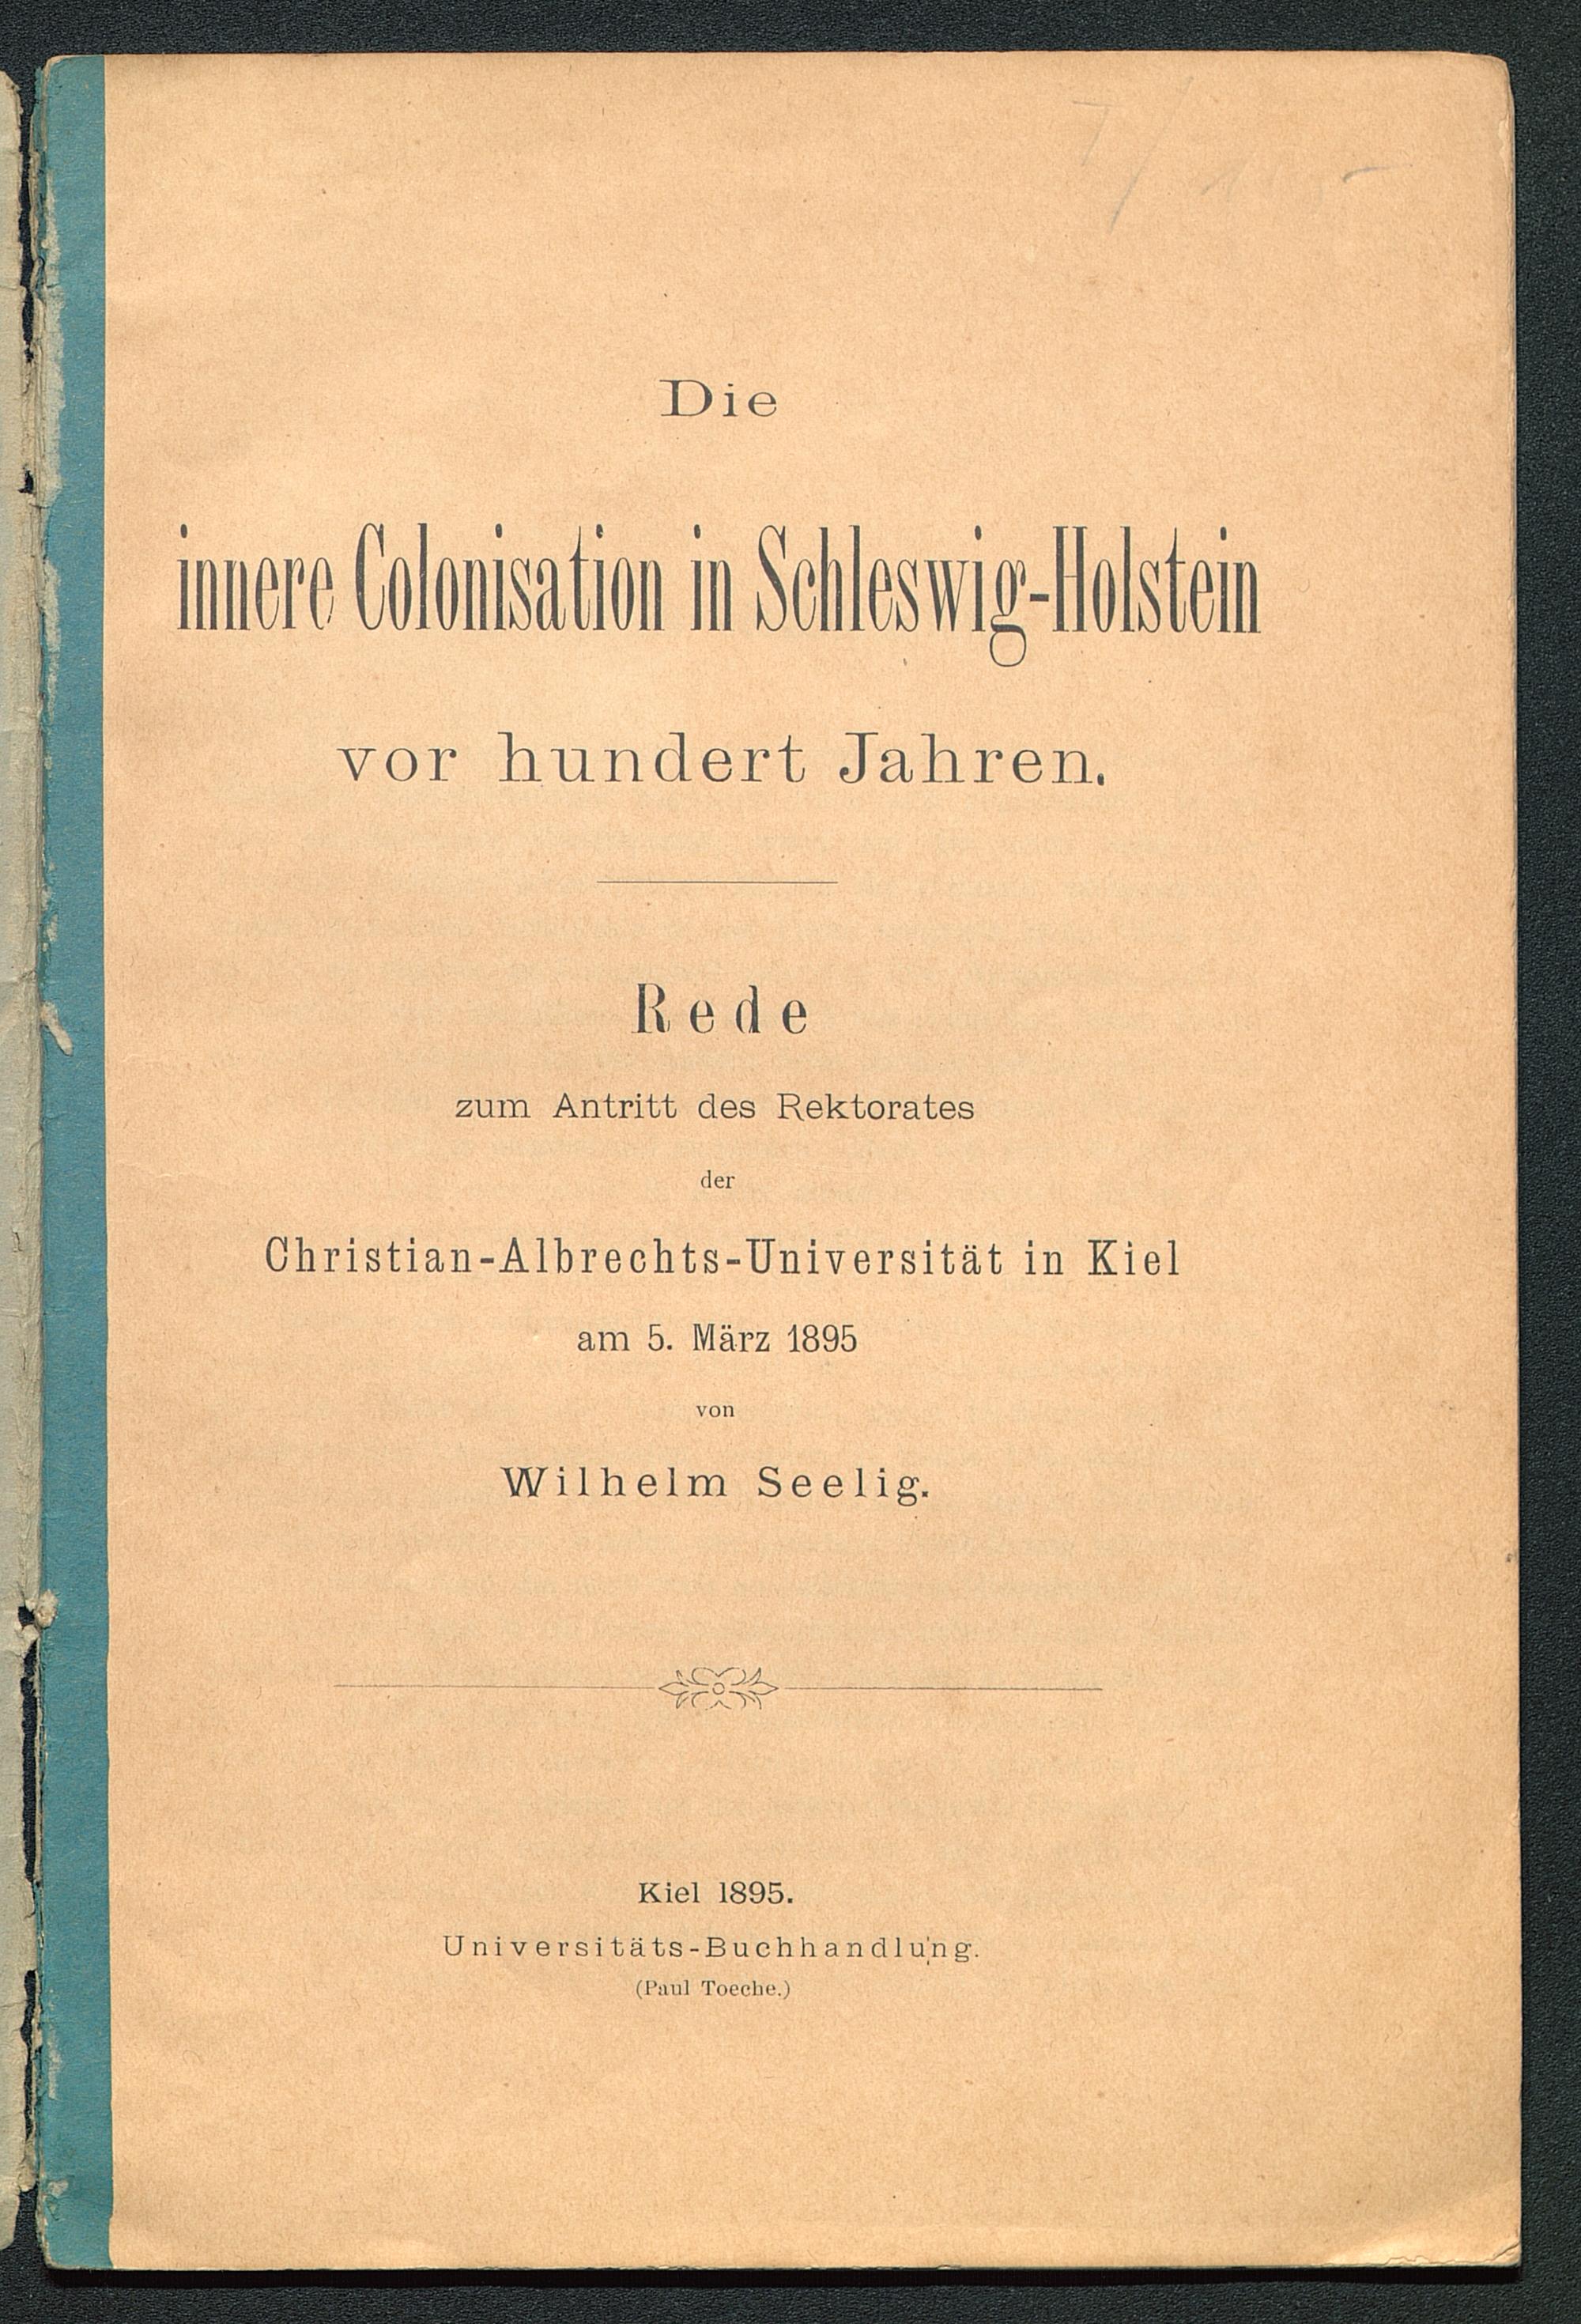 Die
innere Colonisation in Schleswig-Holstein
vor hundert Jahren.
Rede
zum Antritt des Rektorates
der
Christian-Albrechts-Universität in Kiel
am 5. März 1895
von
Wilhelm Seelig.
Kiel 1895.
Universitäts-Buchhandlung.
(Paul Toeche.)